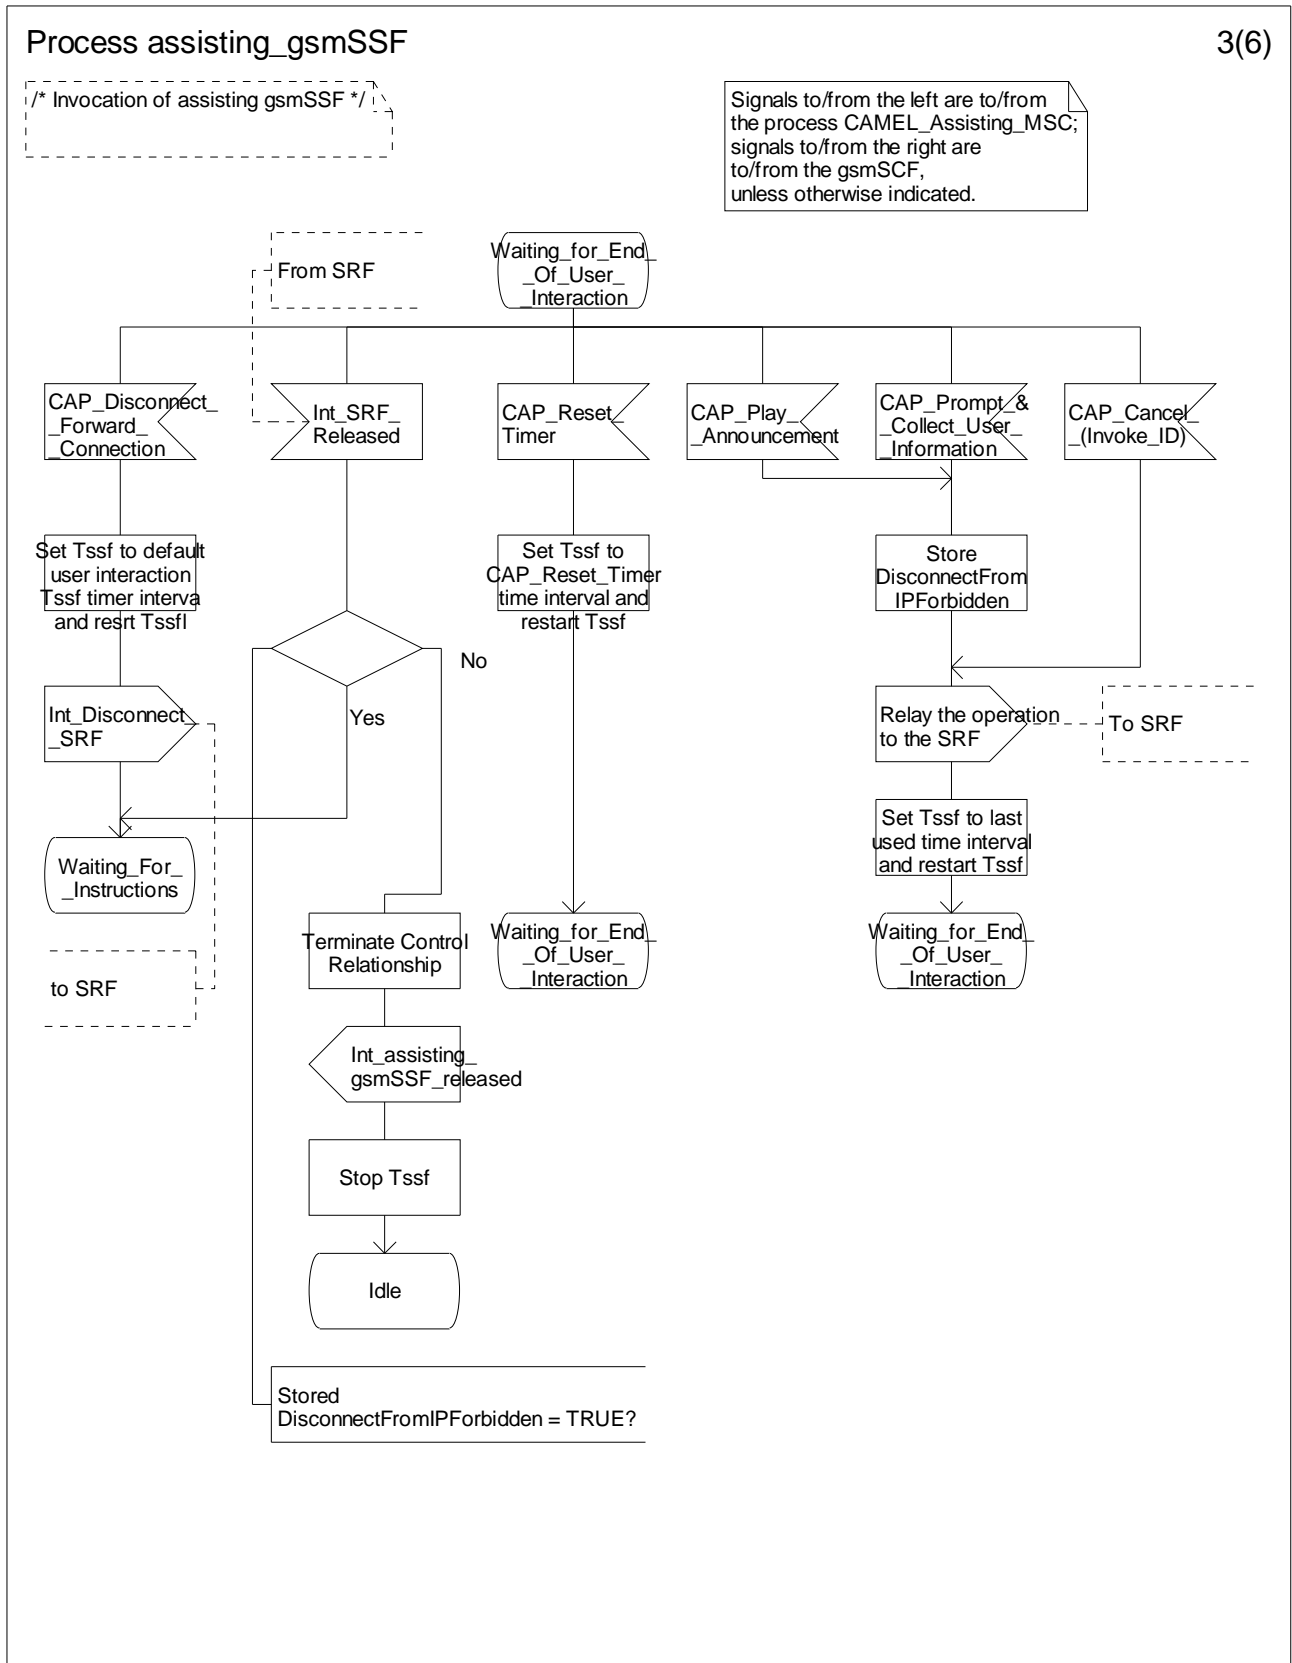 Process assisting_gsmSSF
3(6)
/* Invocation of assisting gsmSSF */
Signals to/from the left are to/from
the process CAMEL_Assisting_MSC;
signals to/from the right are
to/from the gsmSCF,
unless otherwise indicated.
From SRF
Waiting_for_End_
_Of_User_
_Interaction
CAP_Disconnect_
_Forward_
_Connection
Int_SRF_
Released
CAP_Reset_
Timer
CAP_Play_
_Announcement
CAP_Prompt_&
_Collect_User_
_Information
CAP_Cancel_
_(Invoke_ID)
Set Tssf to default
user interaction
Tssf timer interva
and resrt Tssfl
Set Tssf to
CAP_Reset_Timer
time interval and
restart Tssf
Store
DisconnectFrom
IPForbidden
No
Yes
Int_Disconnect_
_SRF
Relay the operation
to the SRF
To SRF
Set Tssf to last
used time interval
and restart Tssf
Waiting_For_
_Instructions
Terminate Control
Relationship
Waiting_for_End_
_Of_User_
_Interaction
Waiting_for_End_
_Of_User_
_Interaction
to SRF
Int_assisting_
gsmSSF_released
Stop Tssf
Idle
Stored
DisconnectFromIPForbidden = TRUE?